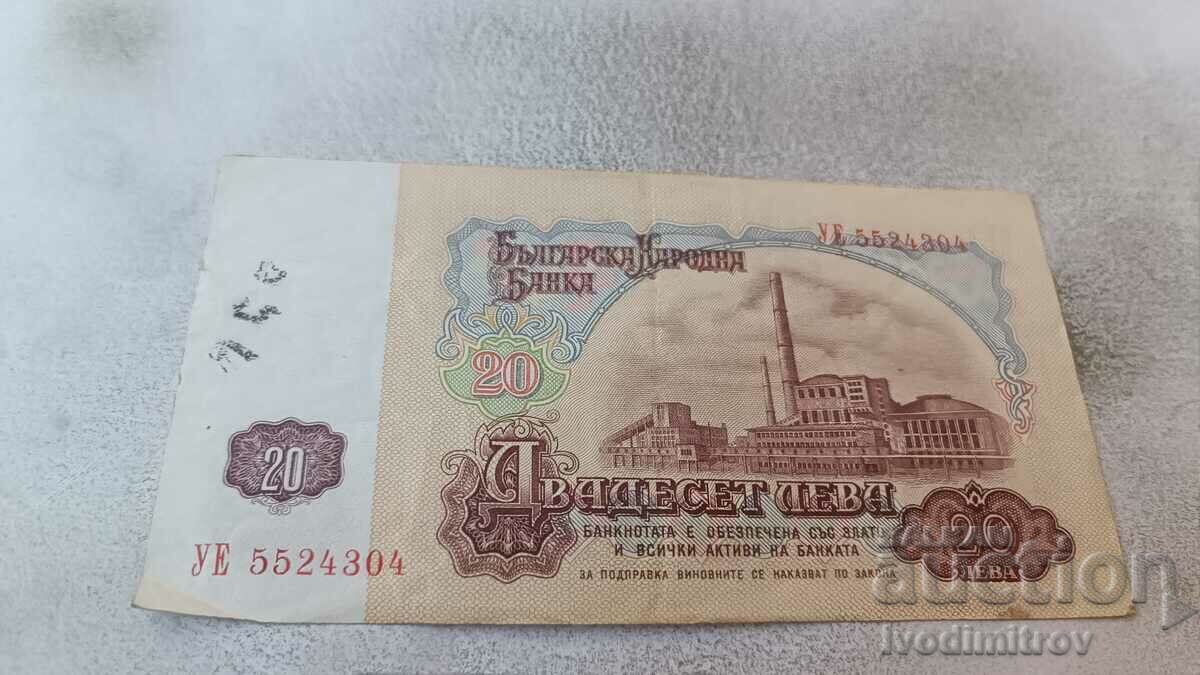 БЪЛГАРСКА НАРОДНА
БАНКА
УЕ 5524304
20
20
ДВАДЕСЕТ ЛЕВА
БАНКНОТАТА Е ОБЕЗПЕЧЕНА СЪС ЗЛАТО
И ВСИЧКИ АКТИВИ НА БАНКАТА
ЗА ПОДПРАВКА ВИНОВНИТЕ СЕ НАКАЗВАТ ПО ЗАКОНА
20
ЛЕВА
УЕ 5524304
auction
ivodimitrov